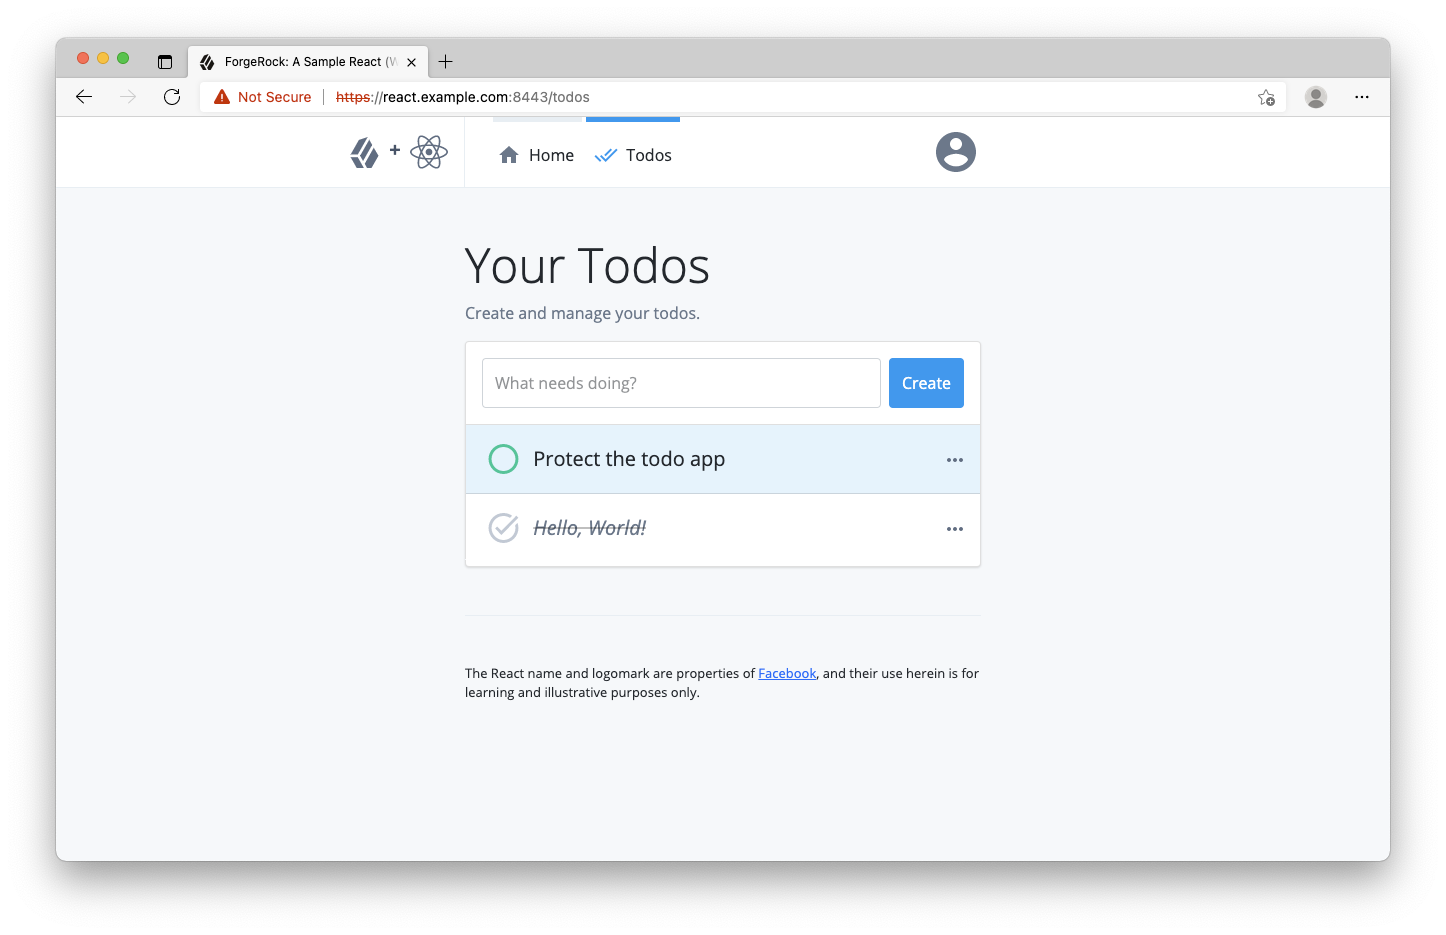 ForgeRock: A Sample React (W
Not Secure https://react.example.com:8443/todos
+ Home Todos
Your Todos
Create and manage your todos.
What needs doing? Create
Protect the todo app
Hello, World!
The React name and logomark are properties of Facebook, and their use herein is for
learning and illustrative purposes only.